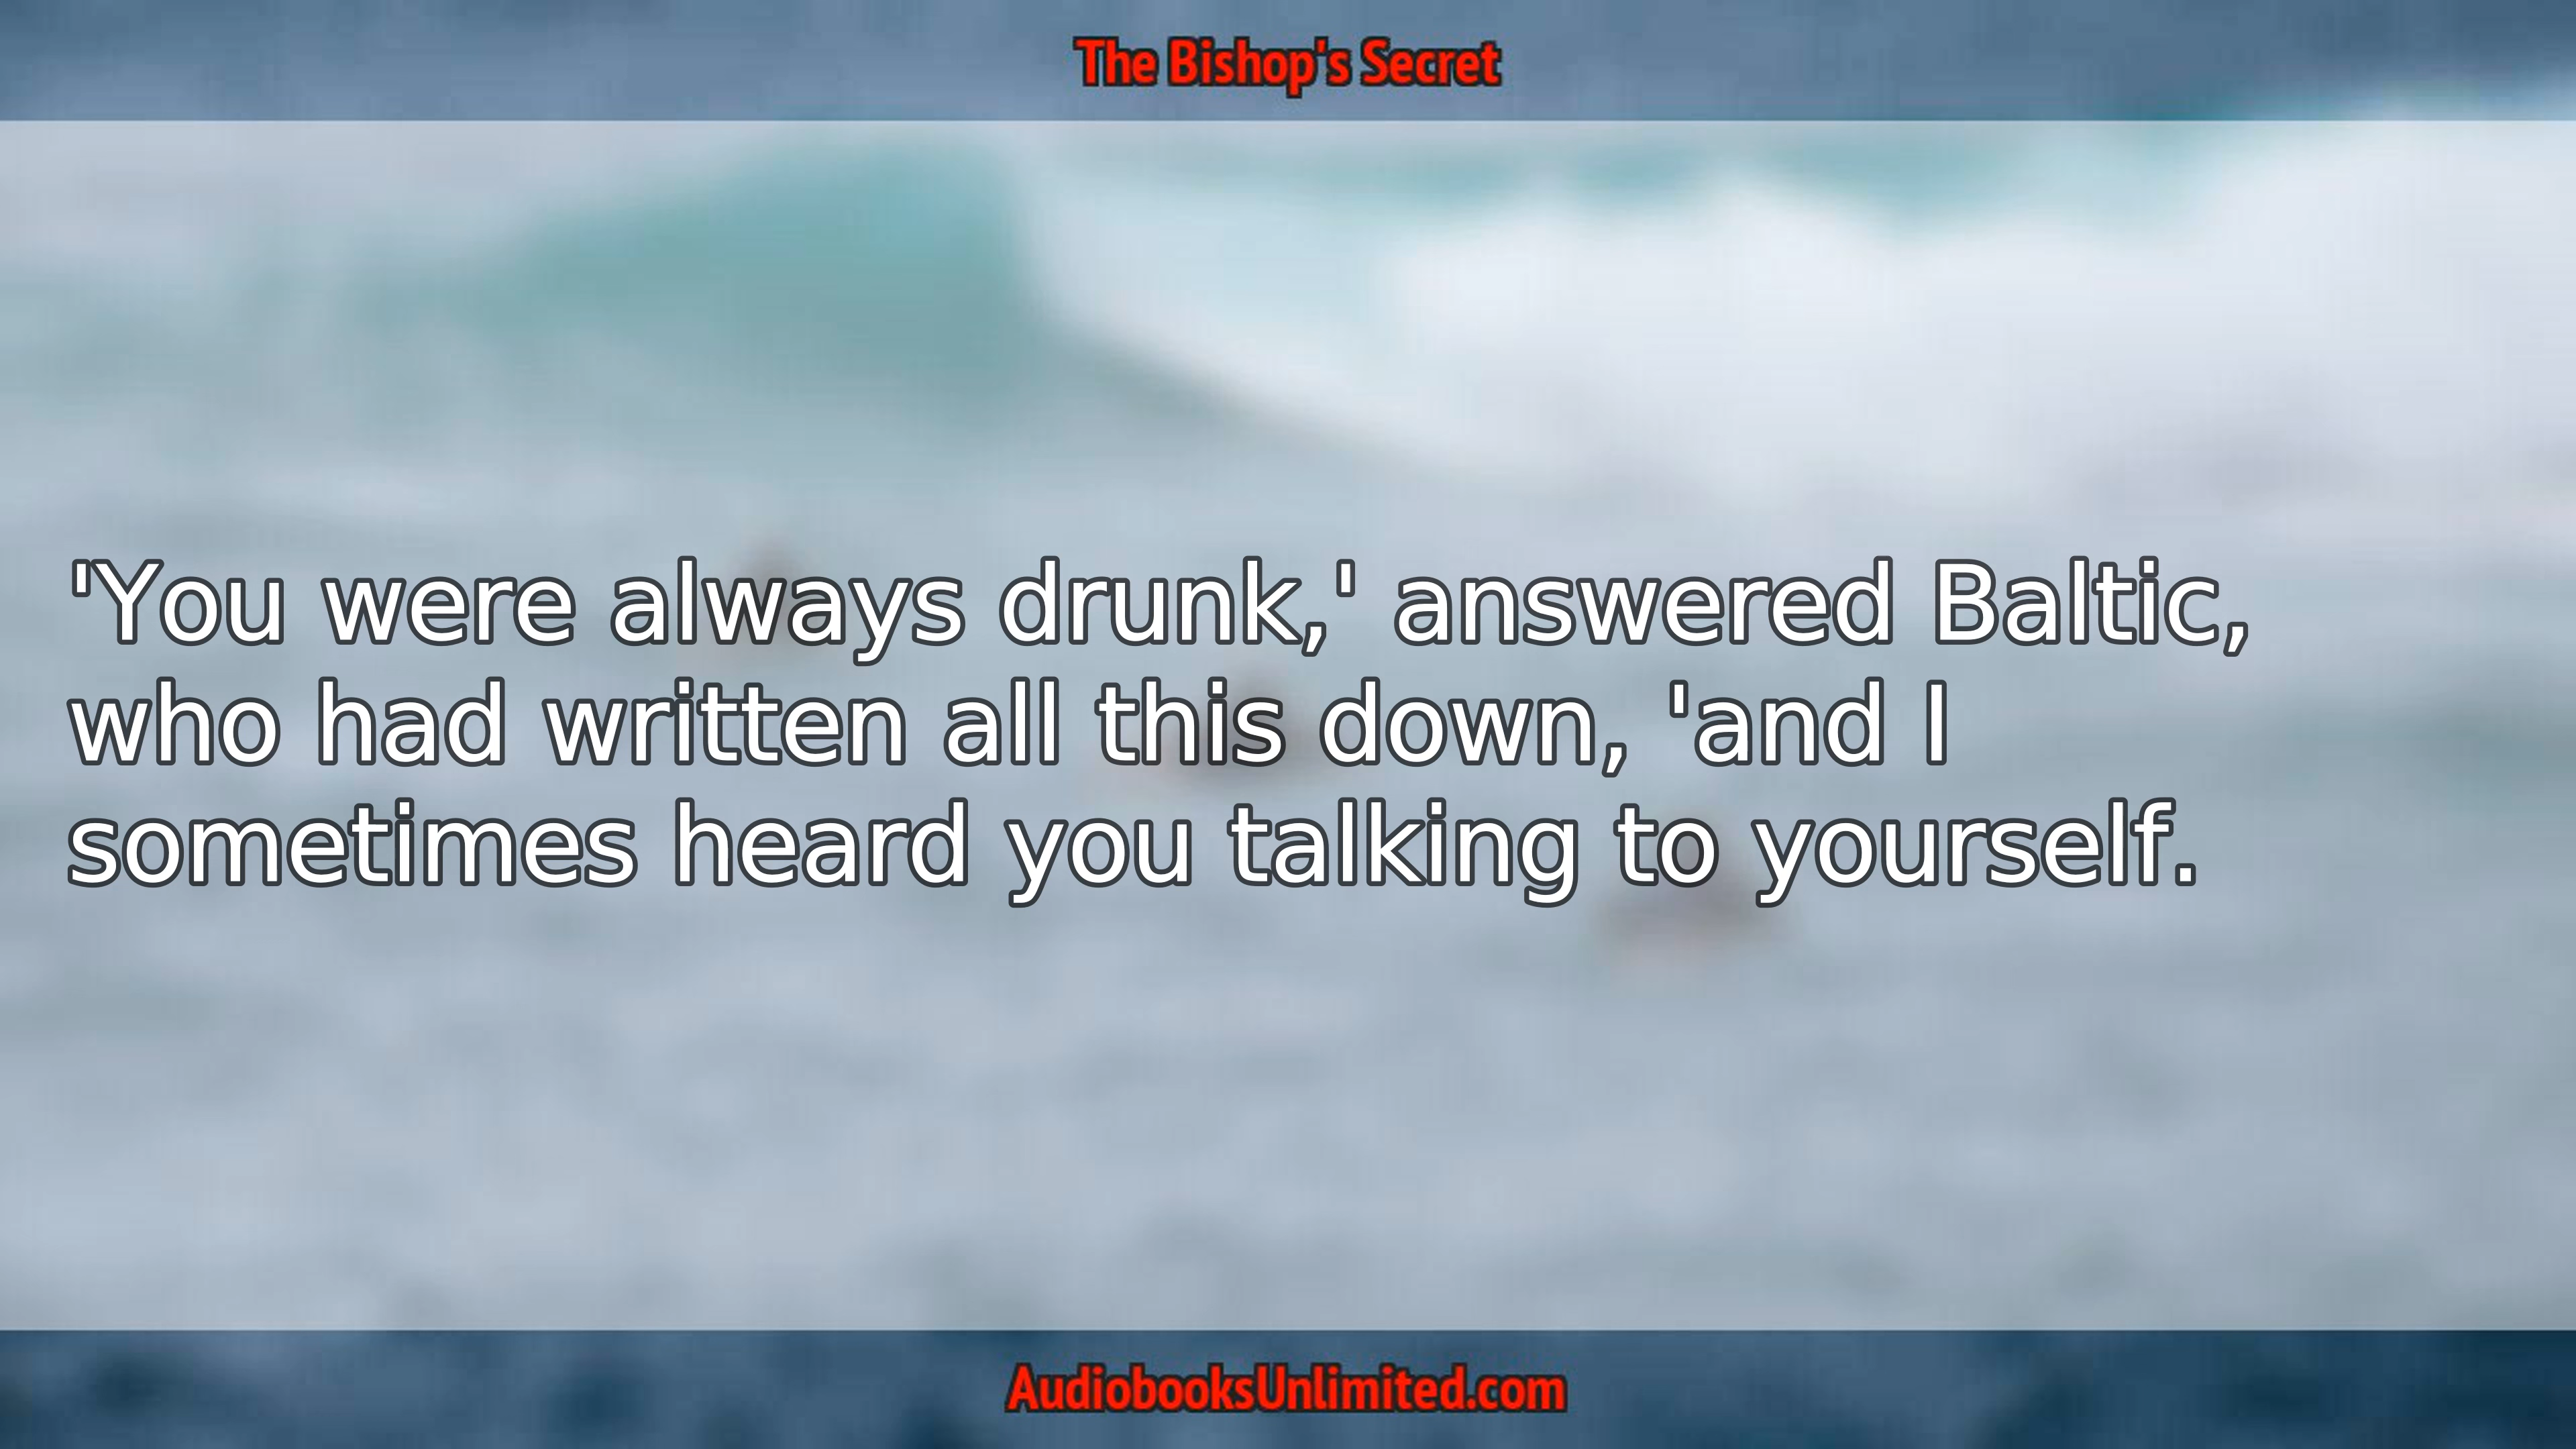 The Bishop's Secret
'You were always drunk,' answered Baltic,
who had written all this down, 'and I
sometimes heard you talking to yourself.
AudiobooksUnlimited.com